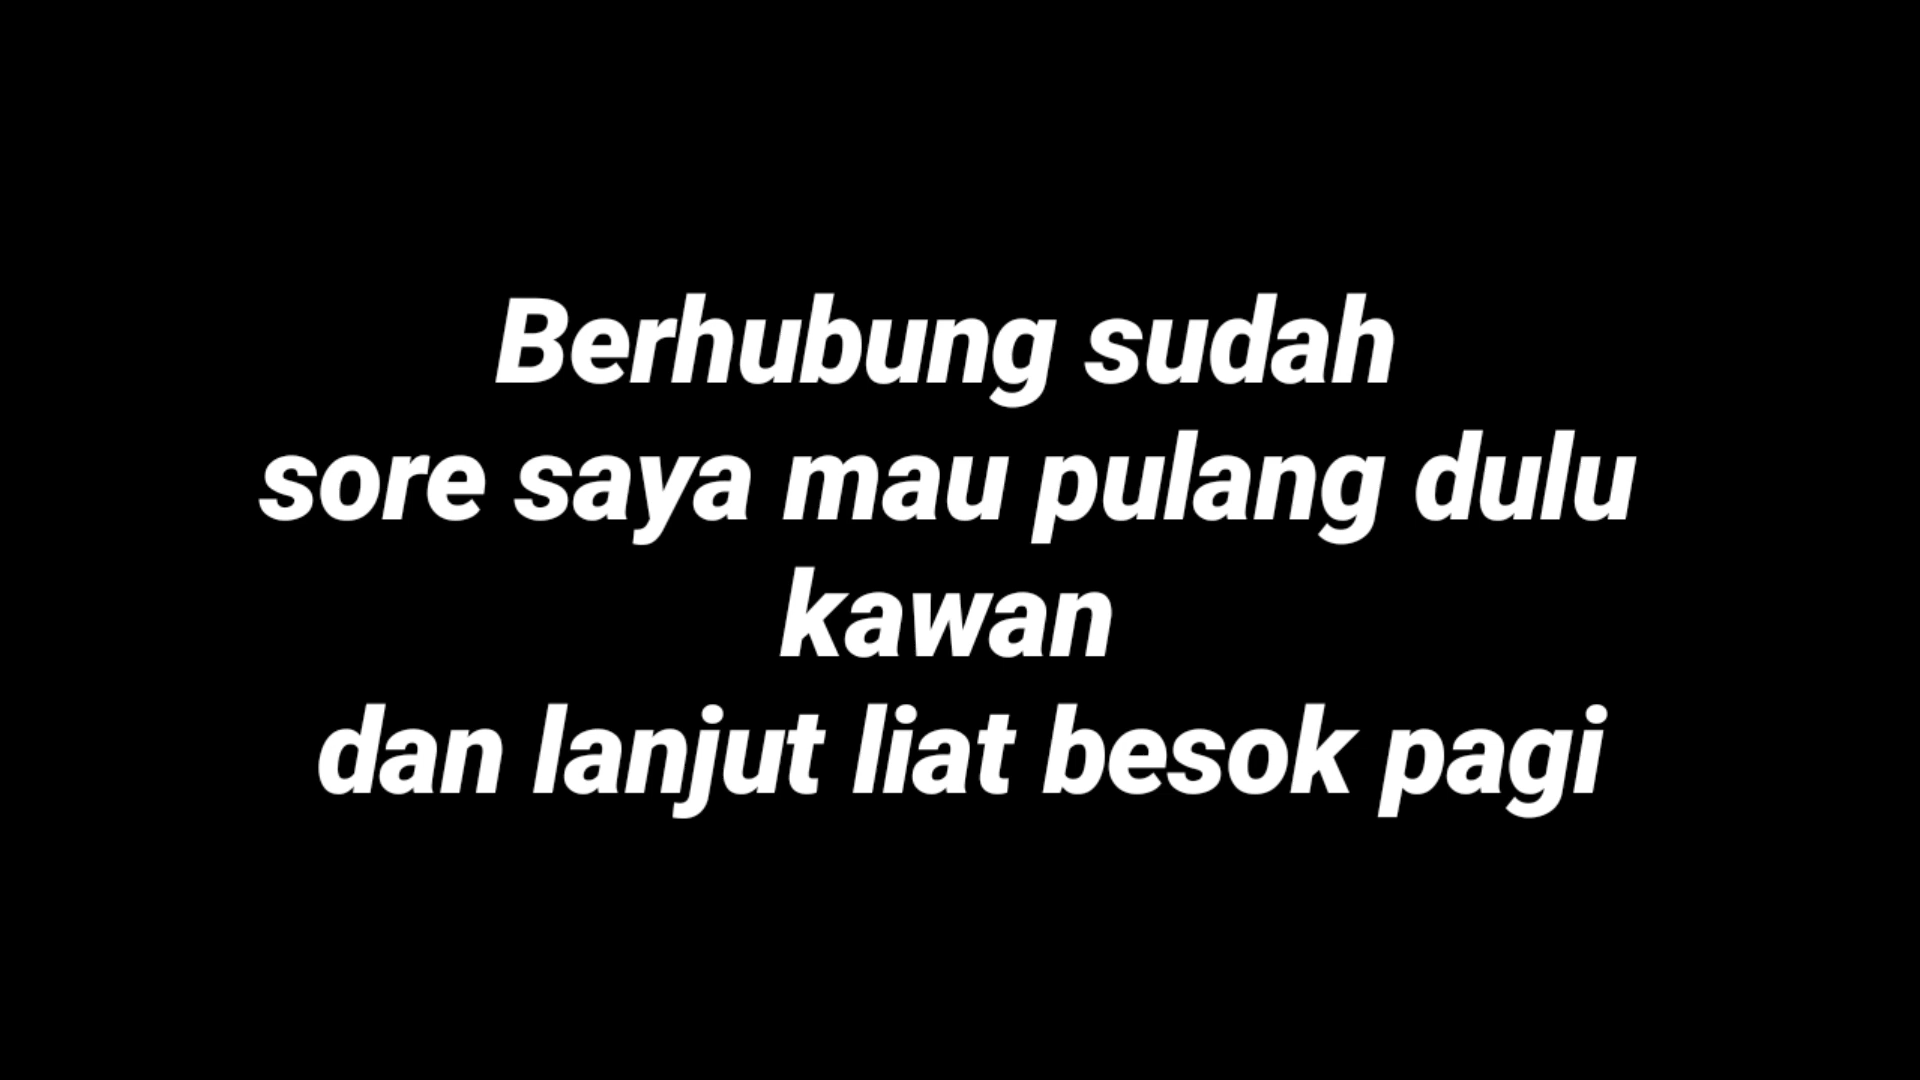 Berhubung sudah
sore saya mau pulang dulu
kawan
dan lanjut liat besok pagi